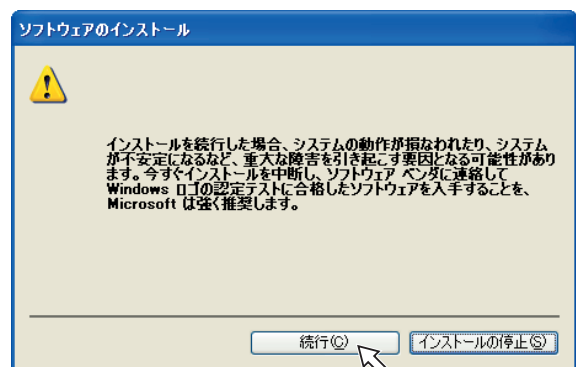 ソフトウェアのインストール
インストールを続行した場合、システムの動作が損なわれたり、システム
が不安定になるなど、重大な障害を引き起こす要因となる可能性があり
ます。今すぐインストールを中断し、ソフトウェア ベンダに連絡して
Windows ロゴの認定テストに合格したソフトウェアを入手することを、
Microsoft は強く推奨します。
続行(C) インストールの停止(S)